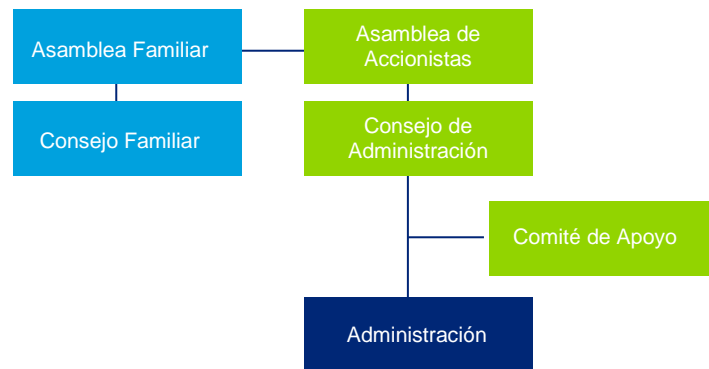 Asamblea Familiar
Asamblea de
Accionistas
Consejo Familiar
Consejo de
Administración
Comité de Apoyo
Administración